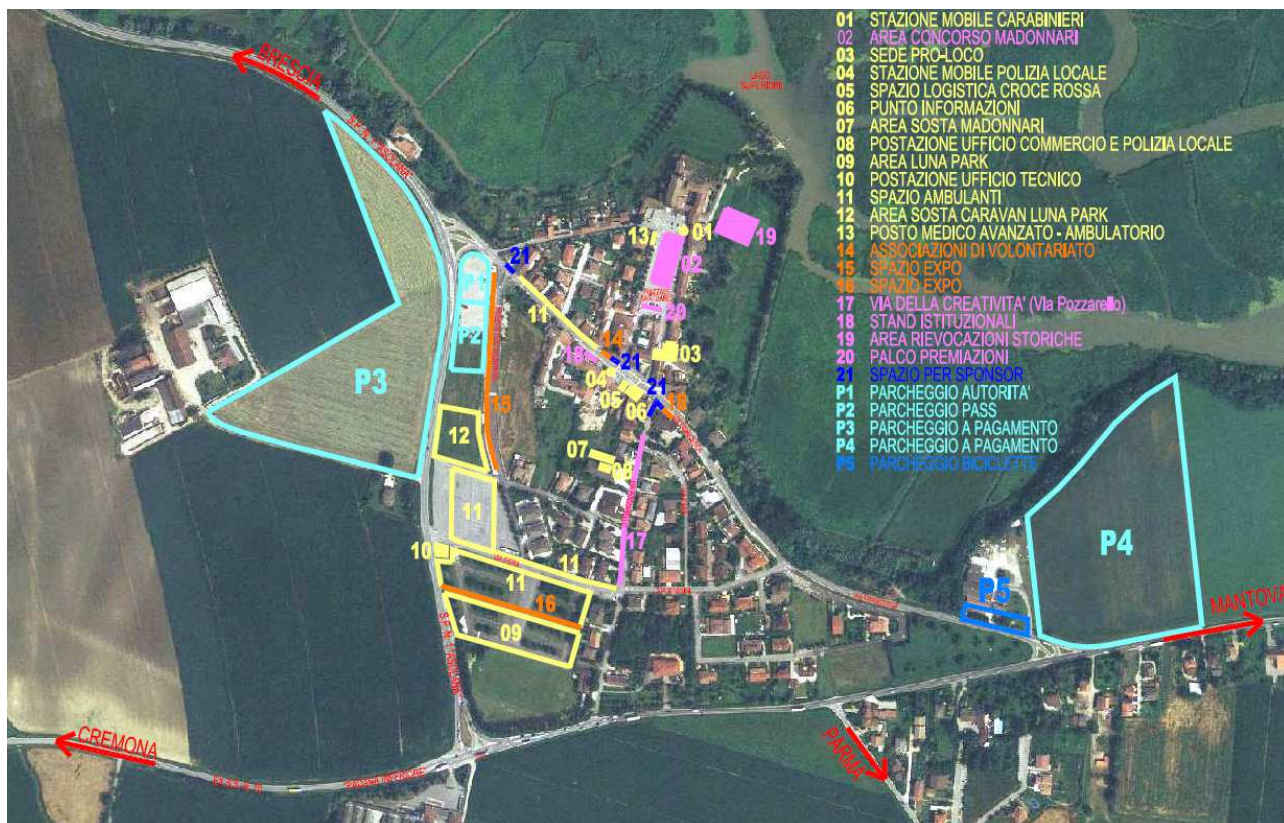 01 STAZIONE MOBILE CARABINIERI
02 AREA CONCORSO MADONNARI
03 SEDE PRO-LOCO
04 STAZIONE MOBILE POLIZIA LOCALE
05 SPAZIO LOGISTICA CROCE ROSSA
06 PUNTO INFORMAZIONI
07 AREA SOSTA MADONNARI
08 POSTAZIONE UFFICIO COMMERCIO E POLIZIA LOCALE
09 AREA LUNA PARK
10 POSTAZIONE UFFICIO TECNICO
11 SPAZIO AMBULANTI
12 AREA SOSTA CARAVAN LUNA PARK
13 POSTO MEDICO AVANZATO - AMBULATORIO
14 ASSOCIAZIONI DI VOLONTARIATO
15 SPAZIO EXPO
16 SPAZIO EXPO
17 VIA DELLA CREATIVITA' (Via Pozzarello)
18 STAND ISTITUZIONALI
19 AREA RIEVOCAZIONI STORICHE
20 PALCO PREMIAZIONI
21 SPAZIO PER SPONSOR
P1 PARCHEGGIO AUTORITA'
P2 PARCHEGGIO PASS
P3 PARCHEGGIO A PAGAMENTO
P4 PARCHEGGIO A PAGAMENTO
P5 PARCHEGGIO BICICLETTE
BRESCIA
LAGO
SUPERIORE
13
01
19
21
02
P2
11
20
14
18
21
03
04
05
06
21
P3
15
12
07
08
11
17
10
11
11
16
09
P4
P5
MANTOVA
CREMONA
PARMA